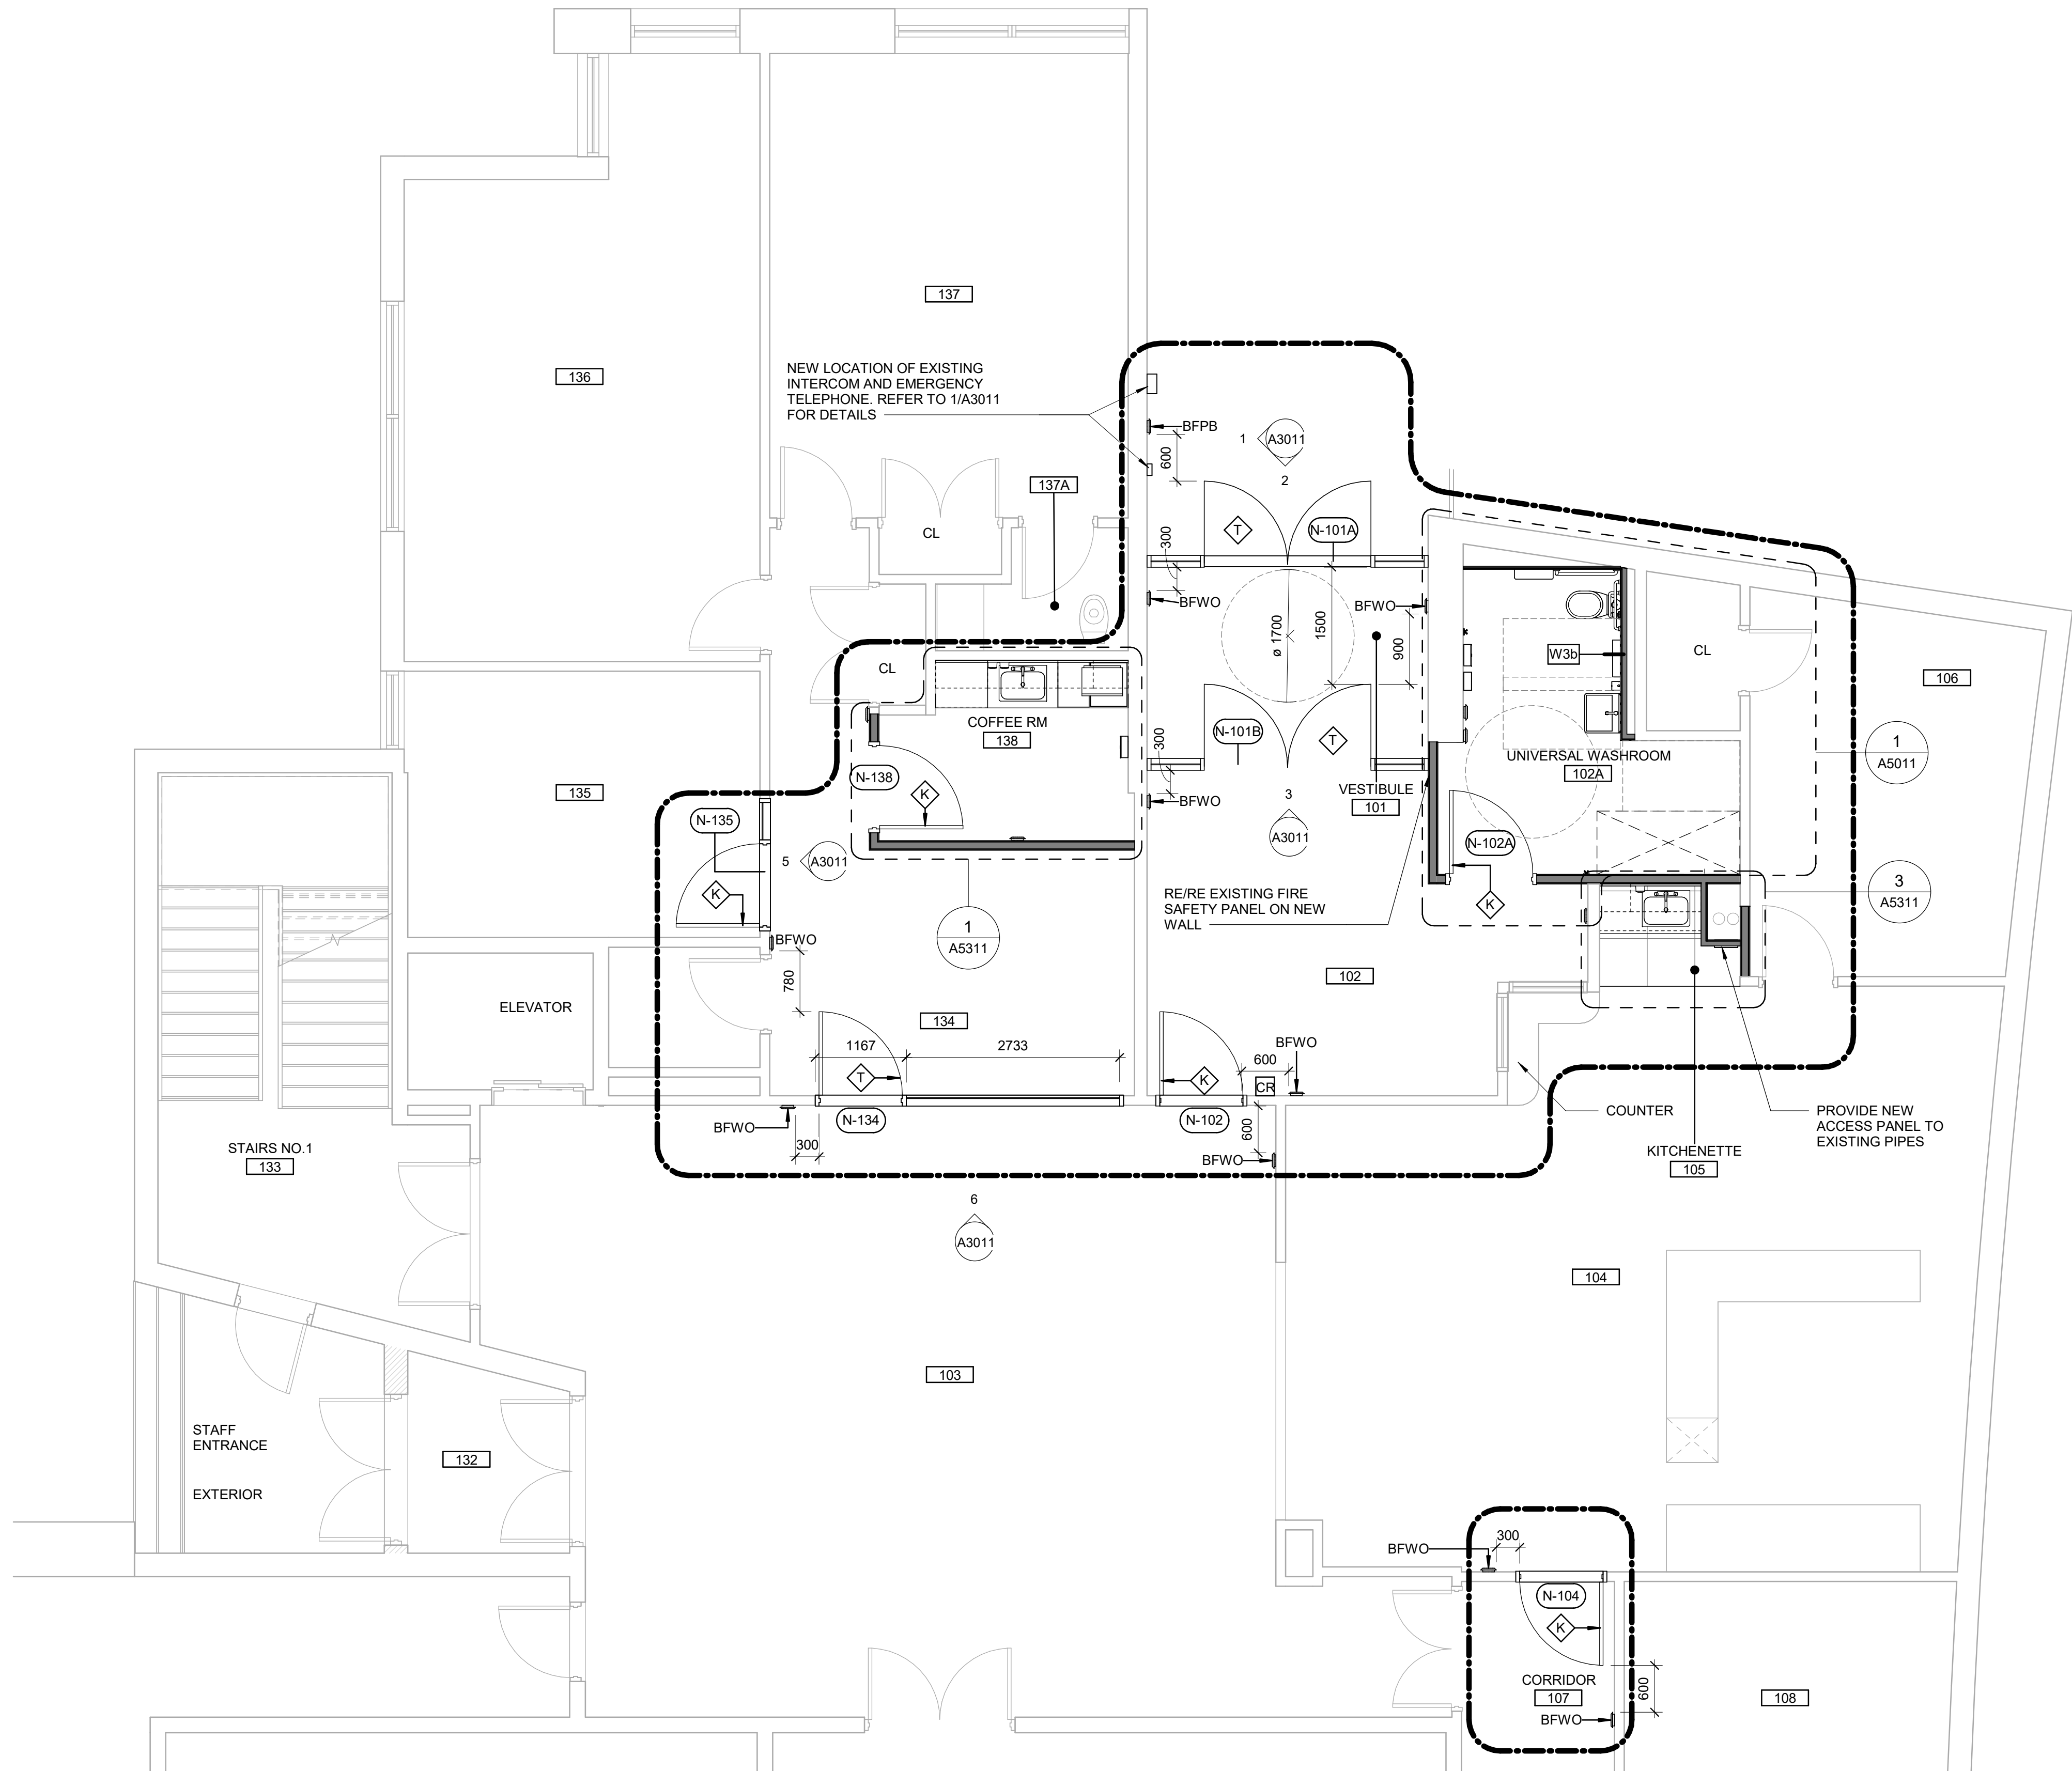 137
136
NEW LOCATION OF EXISTING
INTERCOM AND EMERGENCY
TELEPHONE. REFER TO 1/A3011
FOR DETAILS
BFPB
600
1
A3011
2
137A
CL
T
N-101A
300
BFWO
BFWO
ø 1700
1500
900
W3b
CL
106
CL
COFFEE RM
138
N-101B
T
300
BFWO
VESTIBULE
101
3
A3011
UNIVERSAL WASHROOM
102A
1
A5011
N-138
K
135
N-135
K
5
A3011
N-102A
K
3
A5311
RE/RE EXISTING FIRE
SAFETY PANEL ON NEW
WALL
1
A5311
BFWO
780
102
ELEVATOR
134
1167
2733
T
N-134
BFWO
300
K
N-102
600
CR
BFWO
600
BFWO
COUNTER
PROVIDE NEW
ACCESS PANEL TO
EXISTING PIPES
KITCHENETTE
105
STAIRS NO.1
133
6
A3011
104
103
STAFF
ENTRANCE
132
EXTERIOR
BFWO
300
N-104
K
CORRIDOR
107
600
BFWO
108